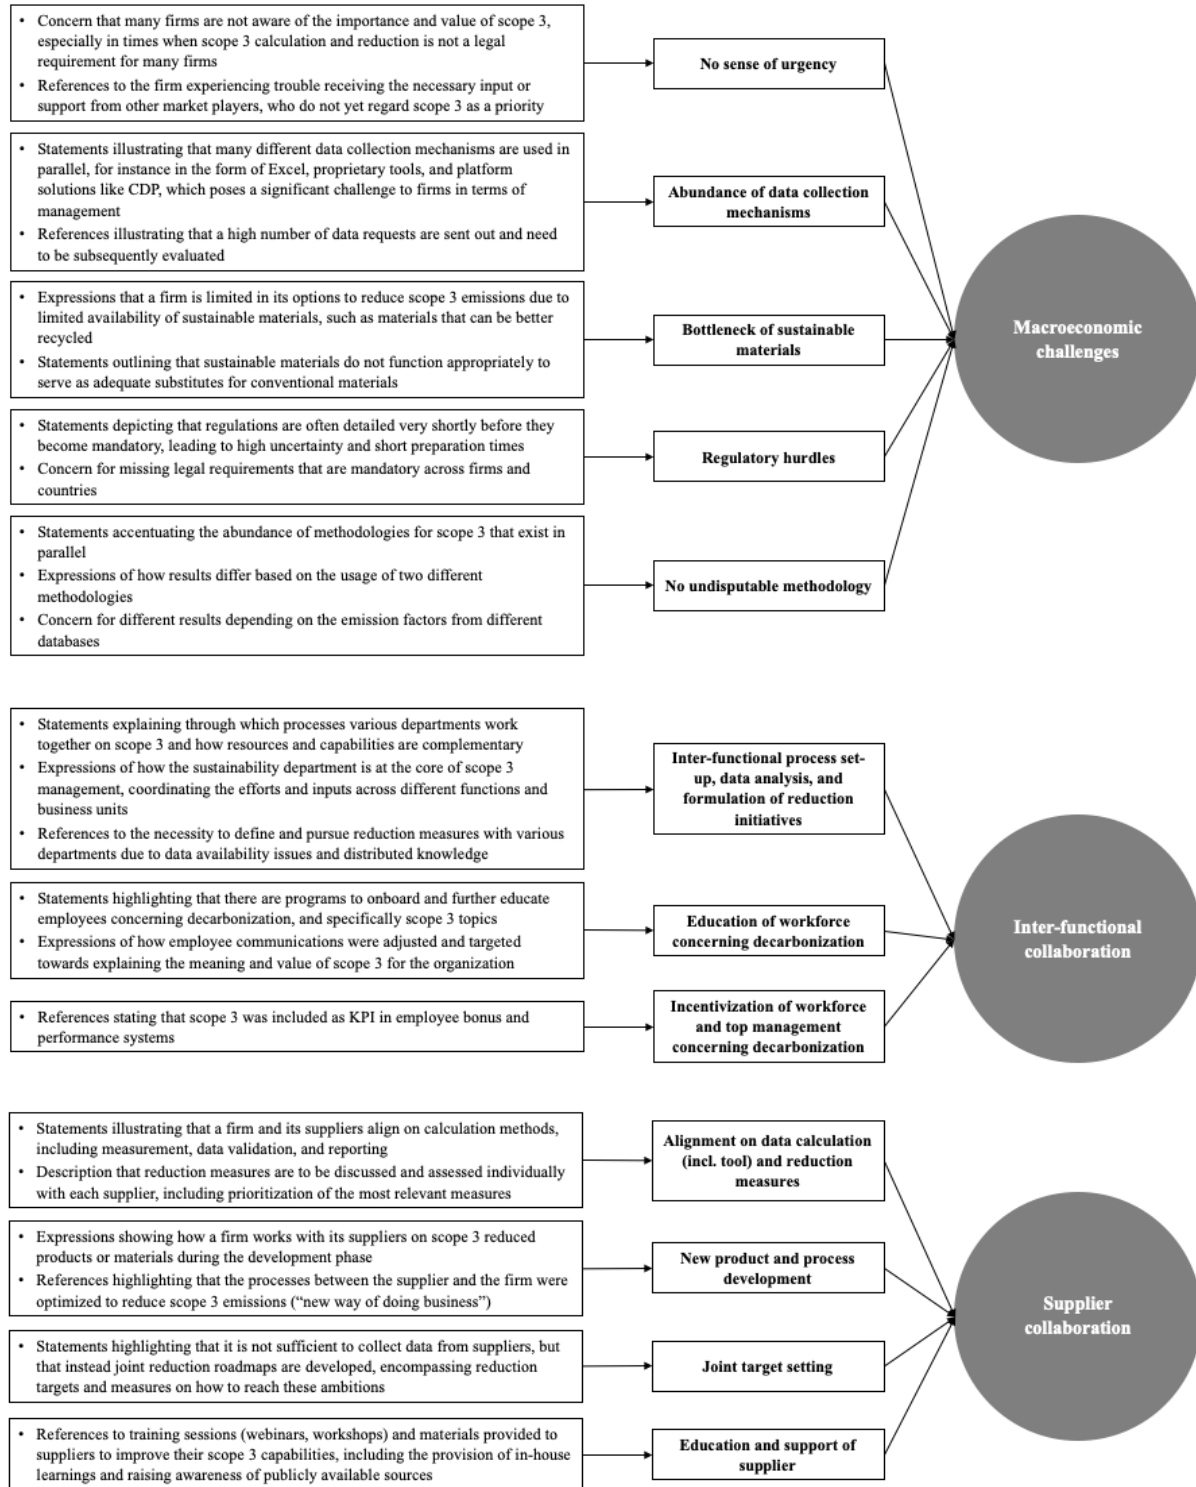 • Concern that many firms are not aware of the importance and value of scope 3,
especially in times when scope 3 calculation and reduction is not a legal
requirement for many firms
• References to the firm experiencing trouble receiving the necessary input or
support from other market players, who do not yet regard scope 3 as a priority
No sense of urgency
• Statements illustrating that many different data collection mechanisms are used in
parallel, for instance in the form of Excel, proprietary tools, and platform
solutions like CDP, which poses a significant challenge to firms in terms of
management
• References illustrating that a high number of data requests are sent out and need
to be subsequently evaluated
Abundance of data collection
mechanisms
• Expressions that a firm is limited in its options to reduce scope 3 emissions due to
limited availability of sustainable materials, such as materials that can be better
recycled
• Statements outlining that sustainable materials do not function appropriately to
serve as adequate substitutes for conventional materials
Bottleneck of sustainable
materials
• Statements depicting that regulations are often detailed very shortly before they
become mandatory, leading to high uncertainty and short preparation times
• Concern for missing legal requirements that are mandatory across firms and
countries
Regulatory hurdles
• Statements accentuating the abundance of methodologies for scope 3 that exist in
parallel
• Expressions of how results differ based on the usage of two different
methodologies
• Concern for different results depending on the emission factors from different
databases
No undisputable methodology
Macroeconomic
challenges
• Statements explaining through which processes various departments work
together on scope 3 and how resources and capabilities are complementary
• Expressions of how the sustainability department is at the core of scope 3
management, coordinating the efforts and inputs across different functions and
business units
• References to the necessity to define and pursue reduction measures with various
departments due to data availability issues and distributed knowledge
Inter-functional process set-
up, data analysis, and
formulation of reduction
initiatives
• Statements highlighting that there are programs to onboard and further educate
employees concerning decarbonization, and specifically scope 3 topics
• Expressions of how employee communications were adjusted and targeted
towards explaining the meaning and value of scope 3 for the organization
Education of workforce
concerning decarbonization
• References stating that scope 3 was included as KPI in employee bonus and
performance systems
Incentivization of workforce
and top management
concerning decarbonization
Inter-functional
collaboration
• Statements illustrating that a firm and its suppliers align on calculation methods,
including measurement, data validation, and reporting
• Description that reduction measures are to be discussed and assessed individually
with each supplier, including prioritization of the most relevant measures
Alignment on data calculation
(incl. tool) and reduction
measures
• Expressions showing how a firm works with its suppliers on scope 3 reduced
products or materials during the development phase
• References highlighting that the processes between the supplier and the firm were
optimized to reduce scope 3 emissions (“new way of doing business”)
New product and process
development
• Statements highlighting that it is not sufficient to collect data from suppliers, but
that instead joint reduction roadmaps are developed, encompassing reduction
targets and measures on how to reach these ambitions
Joint target setting
• References to training sessions (webinars, workshops) and materials provided to
suppliers to improve their scope 3 capabilities, including the provision of in-house
learnings and raising awareness of publicly available sources
Education and support of
supplier
Supplier
collaboration